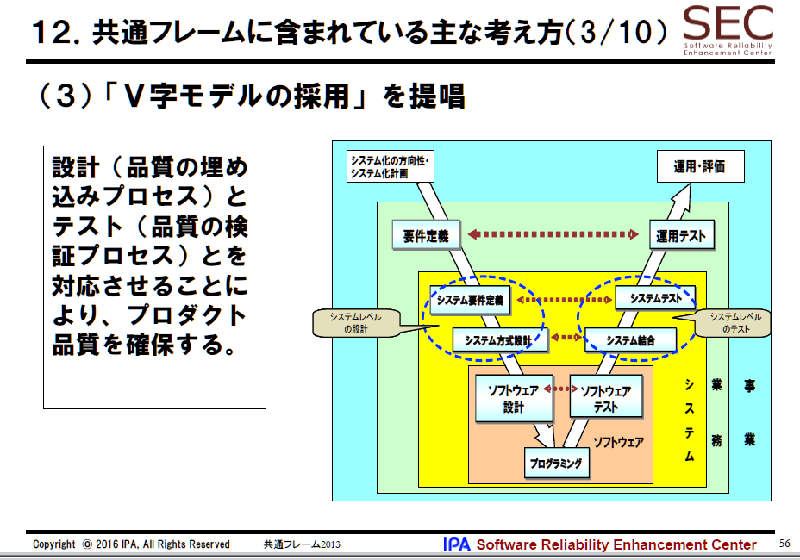 12．共通フレームに含まれている主な考え方（3/10）
SEC
Software Reliability
Enhancement Center
（3）「V字モデルの採用」を提唱
設計（品質の埋め
込みプロセス）と
テスト（品質の検
証プロセス）とを
対応させることに
より、プロダクト
品質を確保する。
システム化の方向性・
システム化計画
運用・評価
要件定義
運用テスト
システム要件定義
システムテスト
システムレベル
の設計
システムレベル
のテスト
システム方式設計
システム結合
ソフトウェア
設計
ソフトウェア
テスト
プログラミング
ソフトウェア
システム
業務
事業
Copyright © 2016 IPA, All Rights Reserved
共通フレーム2013
IPA Software Reliability Enhancement Center
56